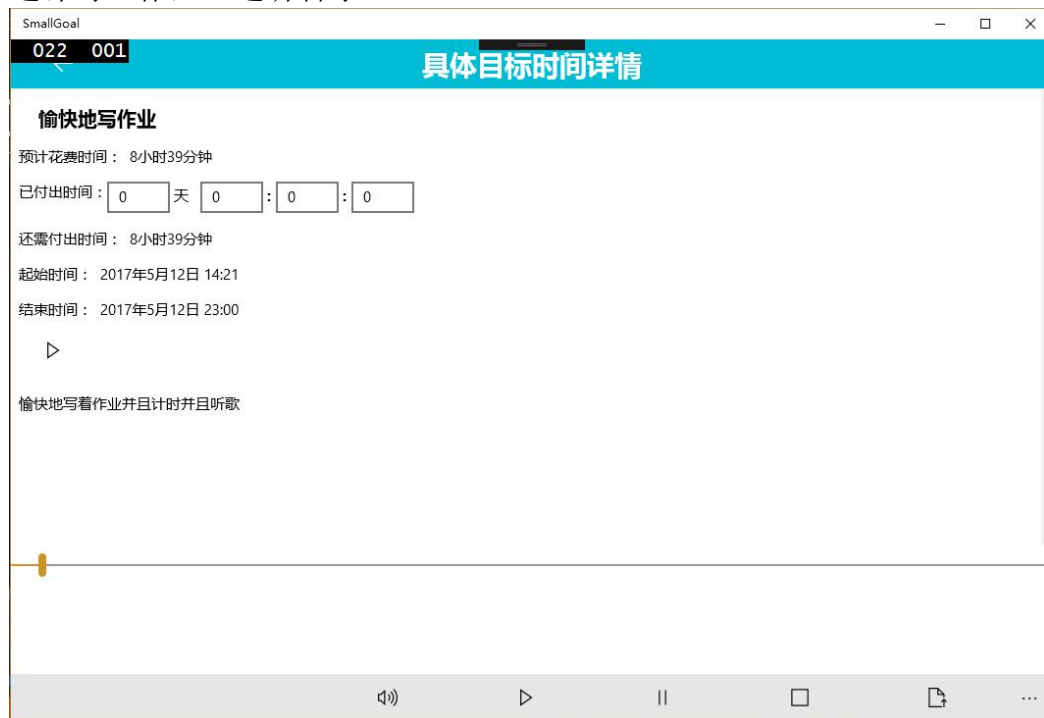 SmallGoal
022 001
具体目标时间详情
愉快地写作业
预计花费时间： 8小时39分钟
已付出时间： 0 天 0 : 0 : 0
还需付出时间： 8小时39分钟
起始时间： 2017年5月12日 14:21
结束时间： 2017年5月12日 23:00
愉快地写着作业并且计时并且听歌